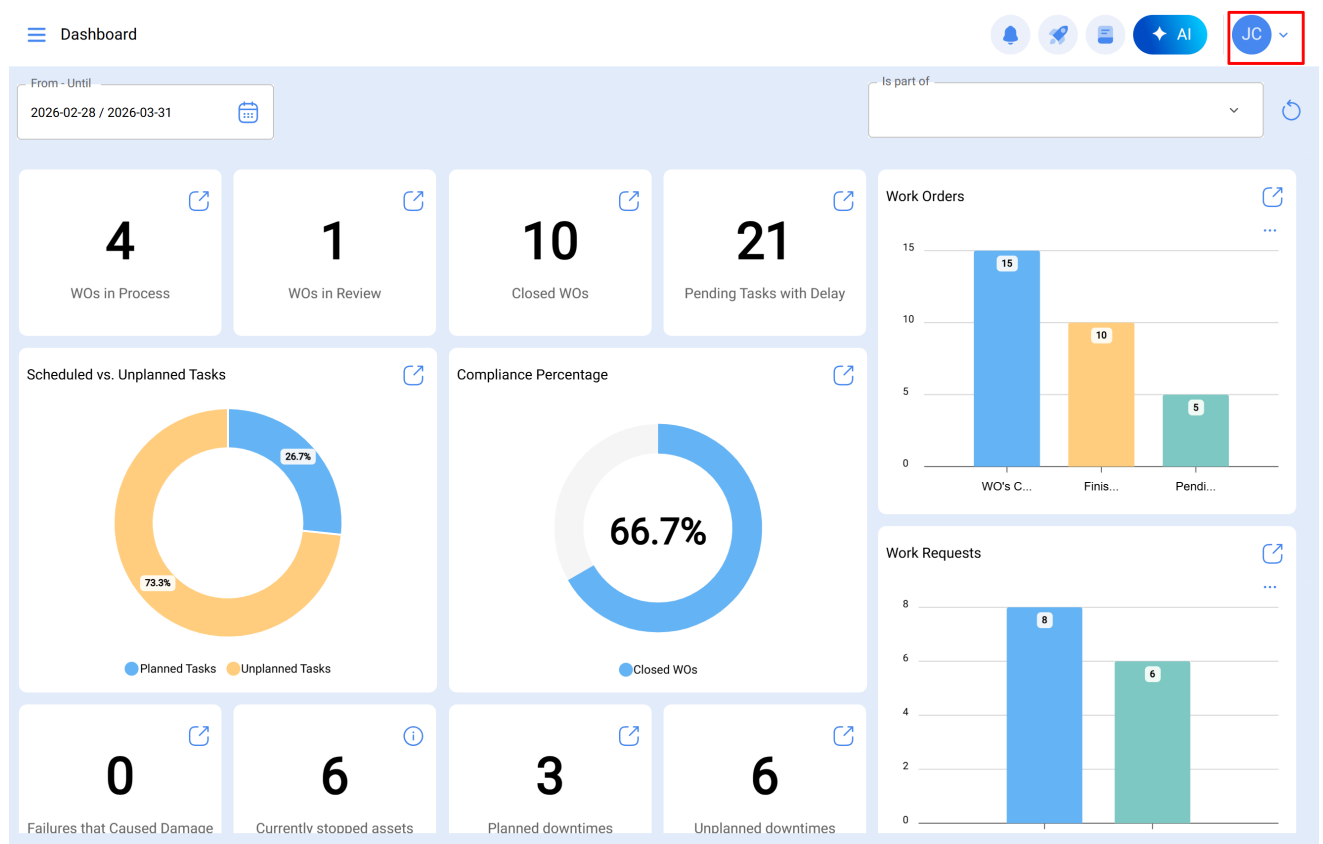 Dashboard
AI
JC
From - Until
2026-02-28 / 2026-03-31
Is part of
4
WOs in Process
1
WOs in Review
10
Closed WOs
21
Pending Tasks with Delay
Work Orders
...
15
10
5
0
15
10
5
WO's C...
Finis...
Pendi...
Scheduled vs. Unplanned Tasks
26.7%
73.3%
Planned Tasks
Unplanned Tasks
Compliance Percentage
66.7%
Closed WOs
Work Requests
...
8
6
4
2
0
8
6
0
Failures that Caused Damage
6
Currently stopped assets
3
Planned downtimes
6
Unplanned downtimes